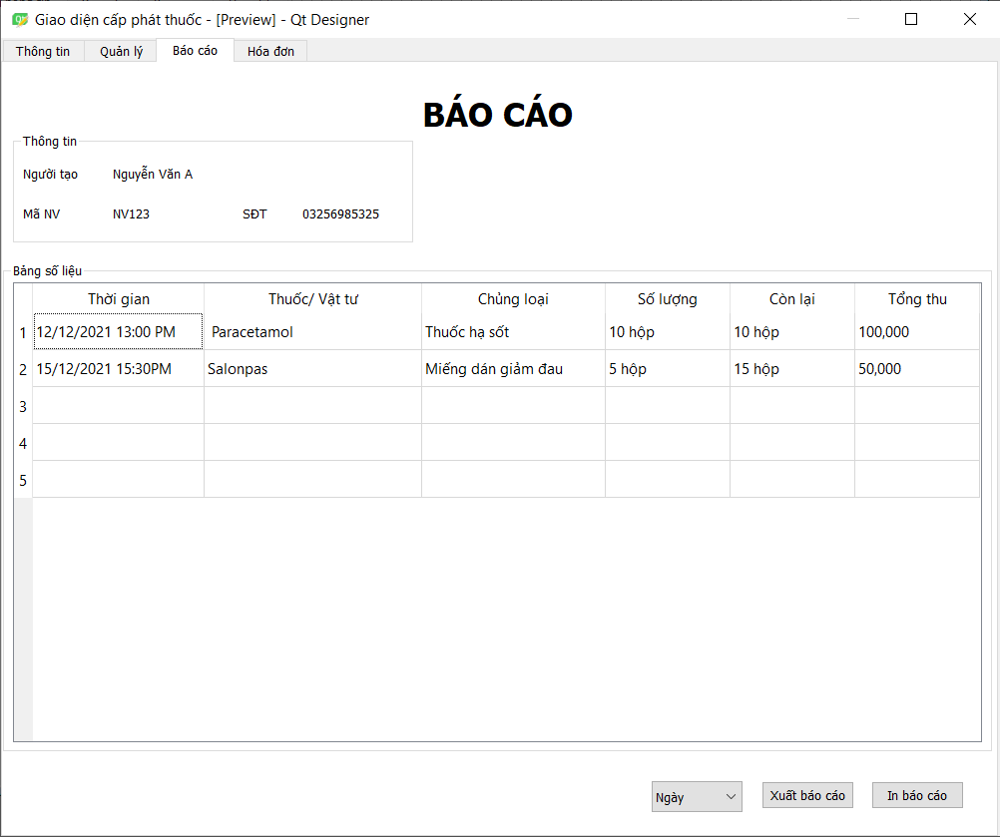 Giao diện cấp phát thuốc - [Preview] - Qt Designer
Thông tin Quản lý Báo cáo Hóa đơn
BÁO CÁO
Thông tin
Người tạo Nguyễn Văn A
Mã NV NV123 SĐT 03256985325
Bảng số liệu
Thời gian Thuốc/ Vật tư Chủng loại Số lượng Còn lại Tổng thu
1 12/12/2021 13:00 PM Paracetamol Thuốc hạ sốt 10 hộp 10 hộp 100,000
2 15/12/2021 15:30PM Salonpas Miếng dán giảm đau 5 hộp 15 hộp 50,000
3
4
5
Ngày Xuất báo cáo In báo cáo